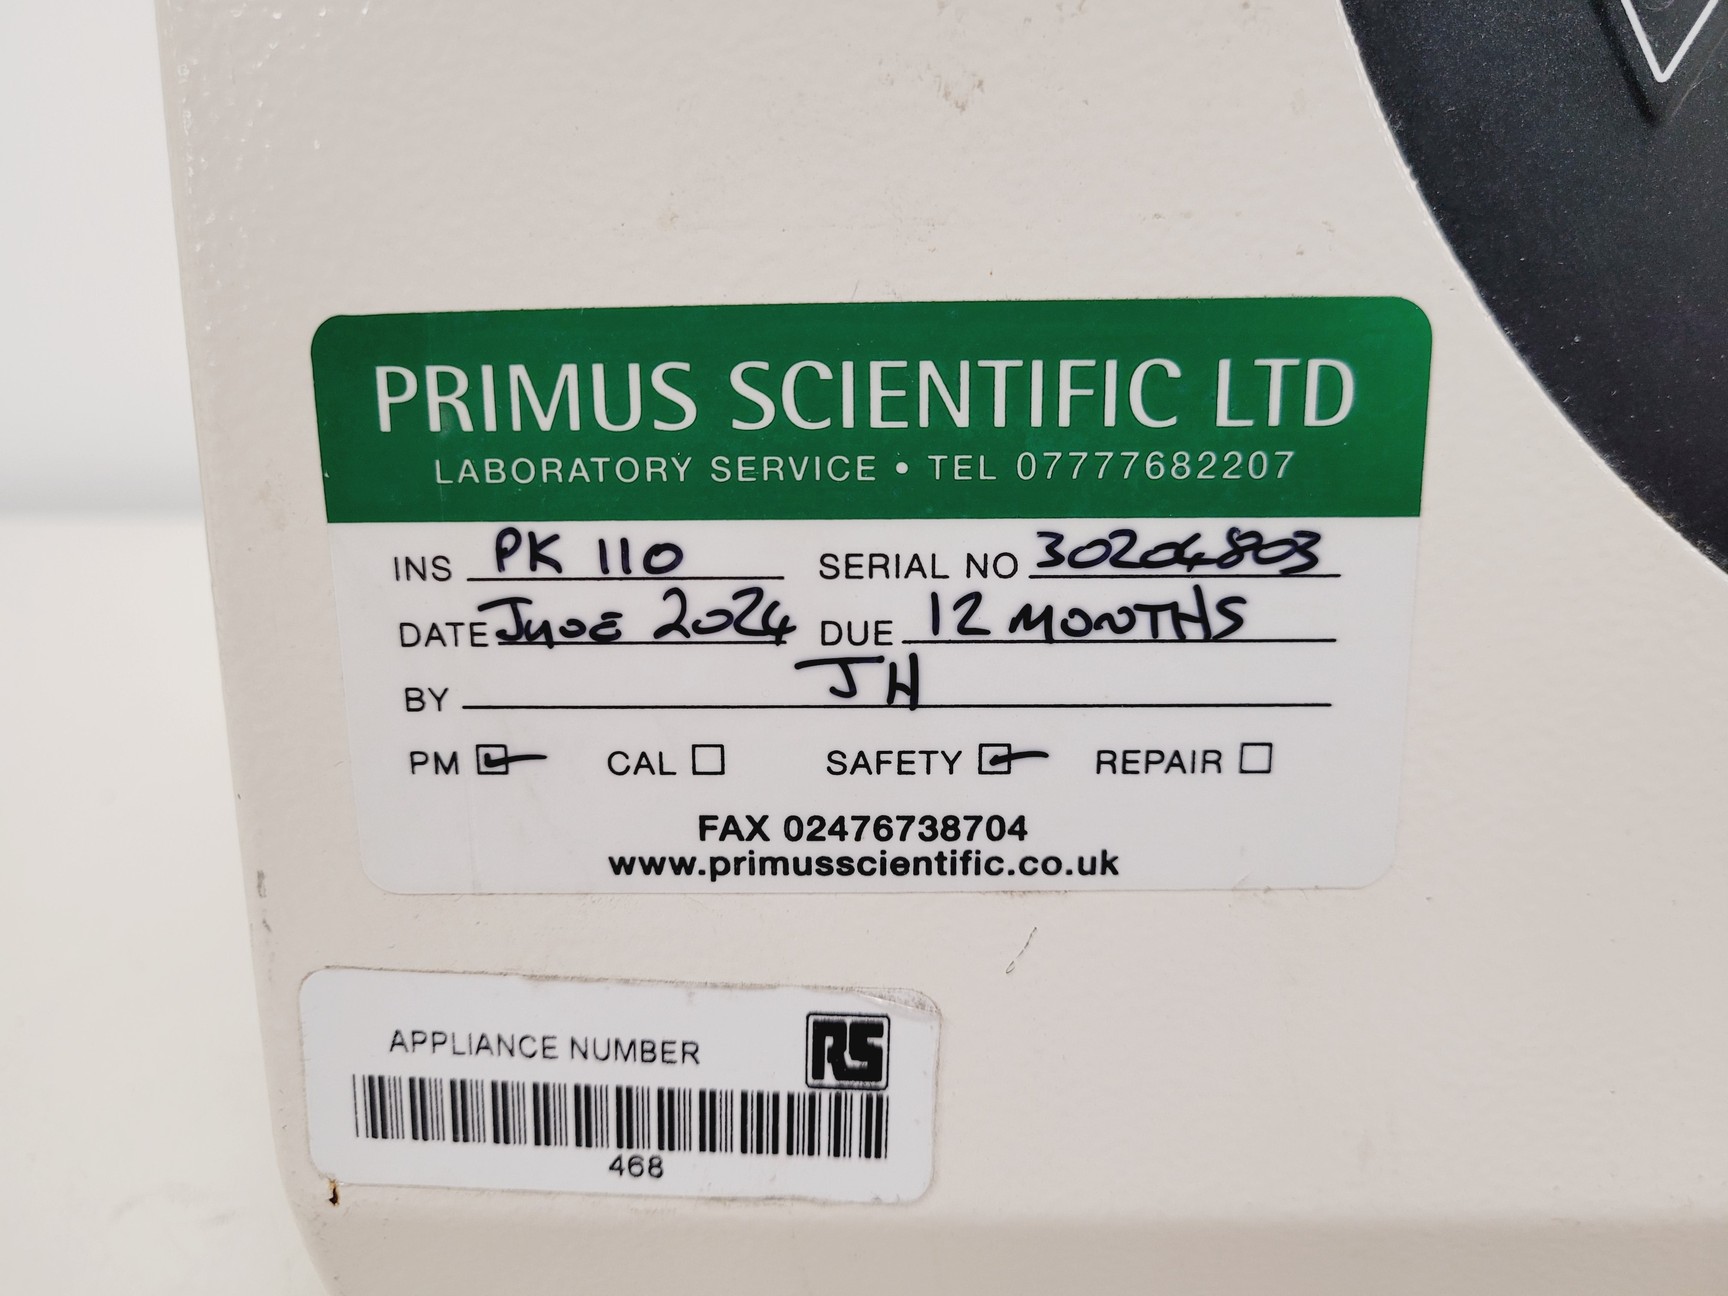 PRIMUS SCIENTIFIC LTD
LABORATORY SERVICE • TEL 07777682207
INS PK 110 SERIAL NO 30204803
DATE June 2024 DUE 12 MONTHS
BY JH
PM ☑ CAL ☐ SAFETY ☑ REPAIR ☐
FAX 02476738704
www.primusscientific.co.uk
APPLIANCE NUMBER RS
468